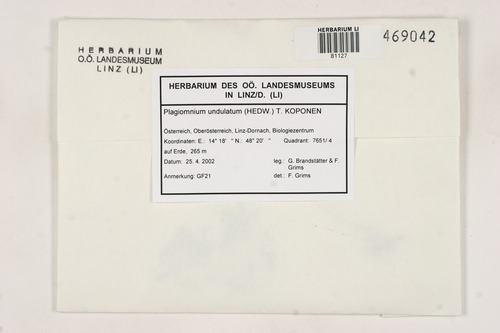 HERBARIUM
O.Ö. LANDESMUSEUM
LINZ (LI)
HERBARIUM LI
81127
469042
HERBARIUM DES OÖ. LANDESMUSEUMS
IN LINZ/D. (LI)
Plagiomnium undulatum (HEDW.) T. KOPONEN
Österreich, Oberösterreich, Linz-Dornach, Biologiezentrum
Koordinaten: E.: 14° 18' " N.: 48° 20' " Quadrant: 7651/ 4
auf Erde, 265 m
Datum: 25. 4. 2002 leg.: G. Brandstätter & F. Grims
Anmerkung: GF21 det.: F. Grims